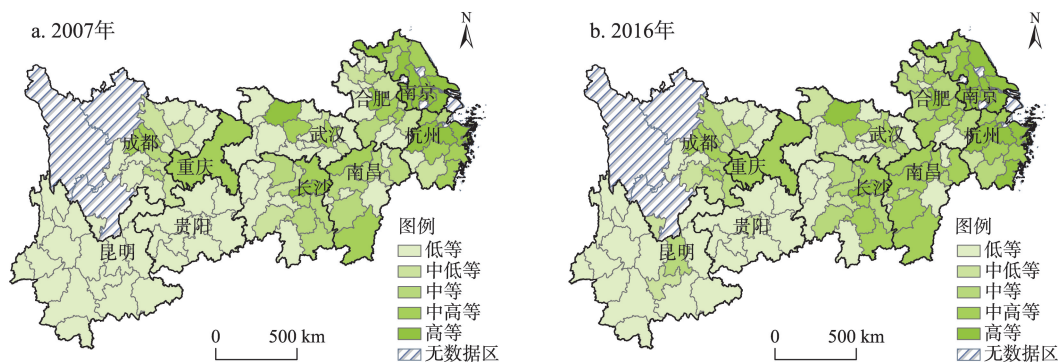 a. 2007年
N
合肥
南京
成都
武汉
杭州
重庆
南昌
长沙
贵阳
昆明
图例
低等
中低等
中等
中高等
高等
无数据区
0 500 km
b. 2016年
N
合肥
南京
成都
武汉
杭州
重庆
南昌
长沙
贵阳
昆明
图例
低等
中低等
中等
中高等
高等
无数据区
0 500 km